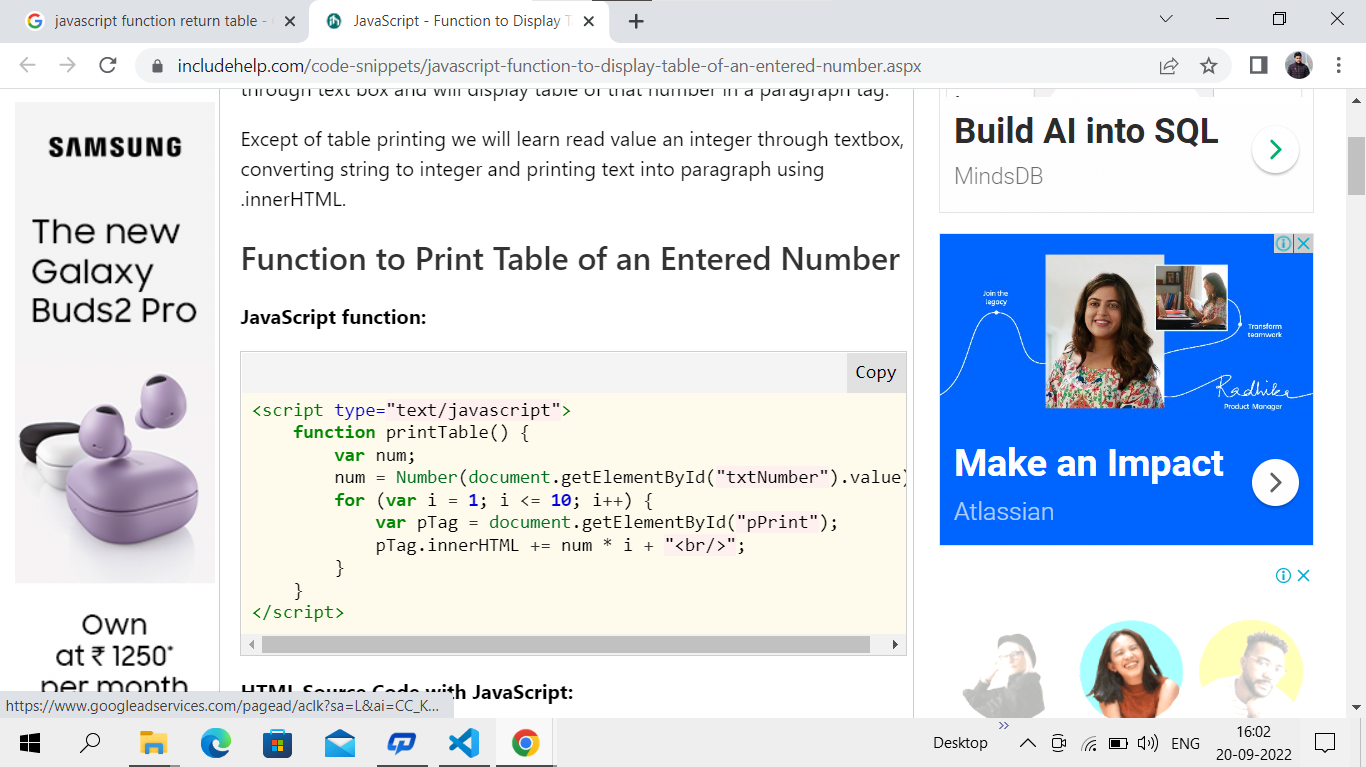 javascript function return table -
JavaScript - Function to Display T
includehelp.com/code-snippets/javascript-function-to-display-table-of-an-entered-number.aspx
SAMSUNG
The new
Galaxy
Buds2 Pro
Own
at ₹ 1250*
per month
through text box and will display table of that number in a paragraph tag.
Except of table printing we will learn read value an integer through textbox,
converting string to integer and printing text into paragraph using
.innerHTML.
Function to Print Table of an Entered Number
JavaScript function:
Copy
<script type="text/javascript">
    function printTable() {
        var num;
        num = Number(document.getElementById("txtNumber").value)
        for (var i = 1; i <= 10; i++) {
            var pTag = document.getElementById("pPrint");
            pTag.innerHTML += num * i + "<br/>";
        }
    }
</script>
HTML Source Code with JavaScript:
Build AI into SQL
MindsDB
Join the
legacy
Transform
teamwork
Radhika
Product Manager
Make an Impact
Atlassian
https://www.googleadservices.com/pagead/aclk?sa=L&ai=CC_K...
Desktop
ENG
16:02
20-09-2022